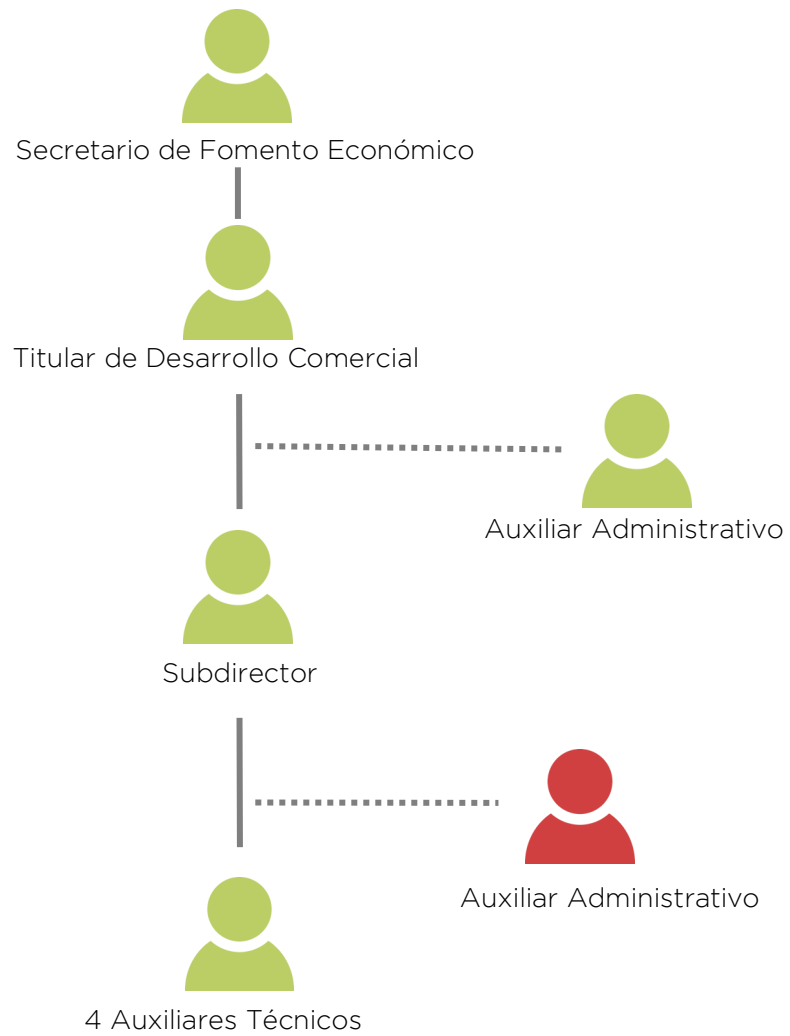 Secretario de Fomento Económico
Titular de Desarrollo Comercial
Auxiliar Administrativo
Subdirector
Auxiliar Administrativo
4 Auxiliares Técnicos